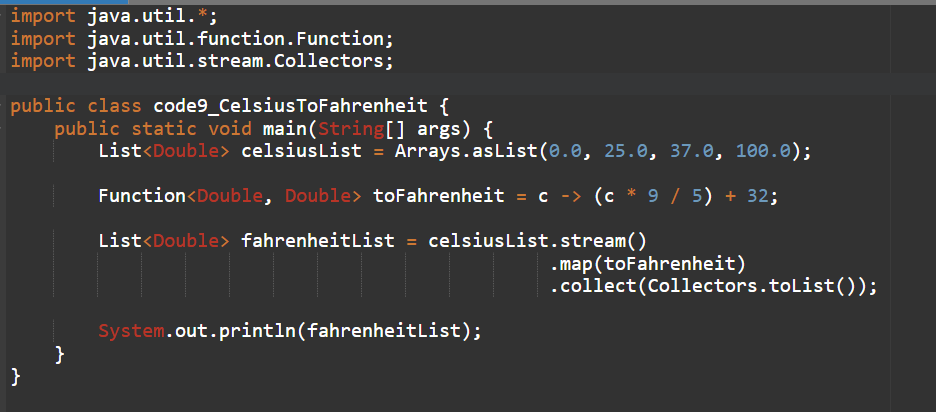 import java.util.*;
import java.util.function.Function;
import java.util.stream.Collectors;
public class code9_CelsiusToFahrenheit {
public static void main(String[] args) {
List<Double> celsiusList = Arrays.asList(0.0, 25.0, 37.0, 100.0);
Function<Double, Double> toFahrenheit = c -> (c * 9 / 5) + 32;
List<Double> fahrenheitList = celsiusList.stream()
.map(toFahrenheit)
.collect(Collectors.toList());
System.out.println(fahrenheitList);
}
}